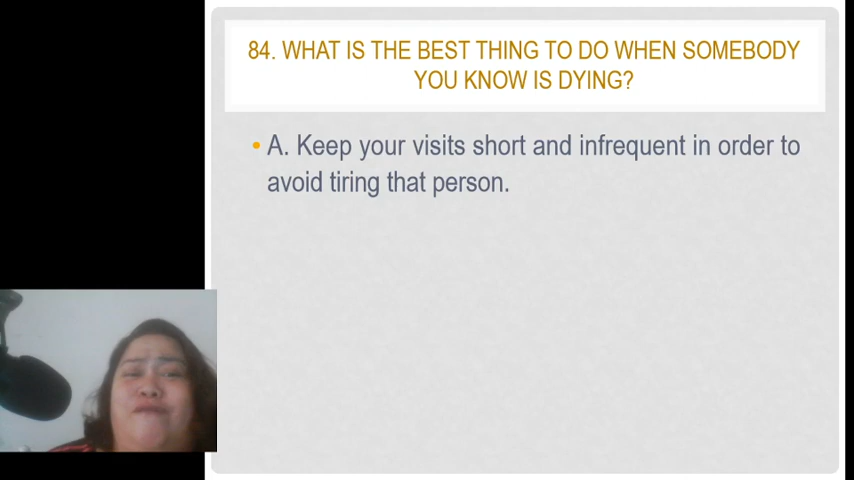 84. WHAT IS THE BEST THING TO DO WHEN SOMEBODY
YOU KNOW IS DYING?
• A. Keep your visits short and infrequent in order to
avoid tiring that person.